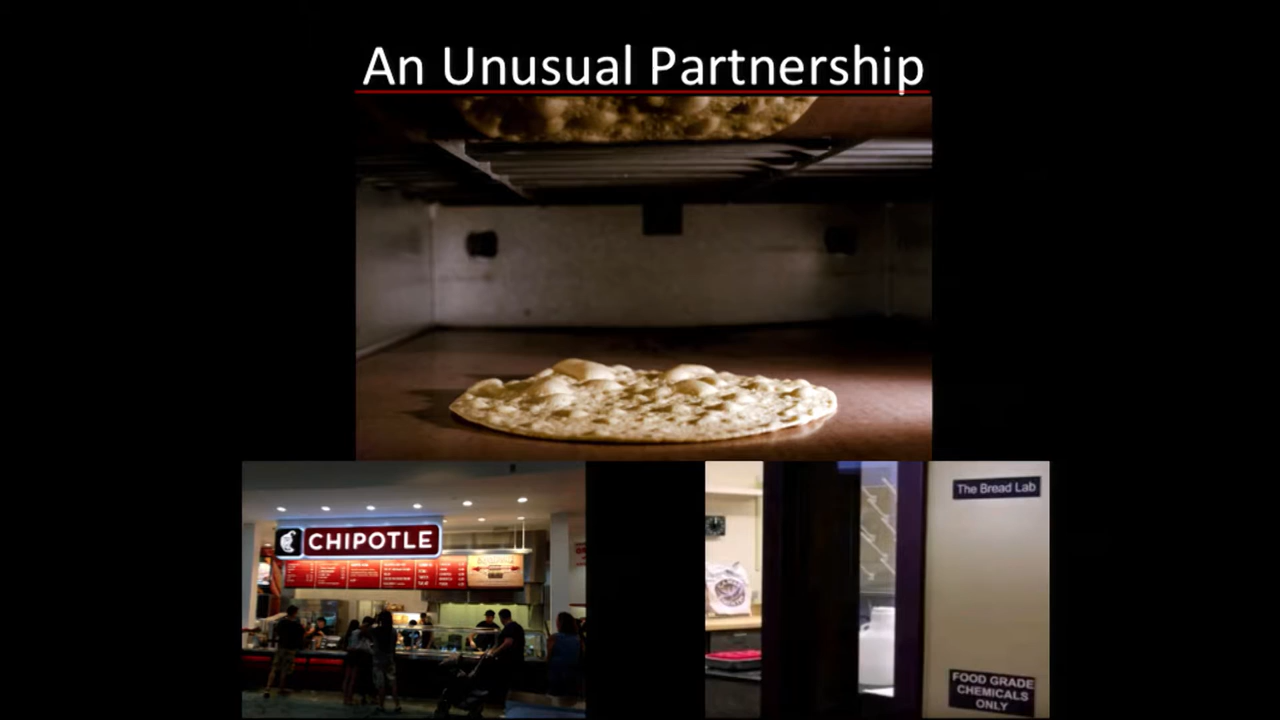 An Unusual Partnership
CHIPOTLE
The Bread Lab
FOOD GRADE
CHEMICALS
ONLY